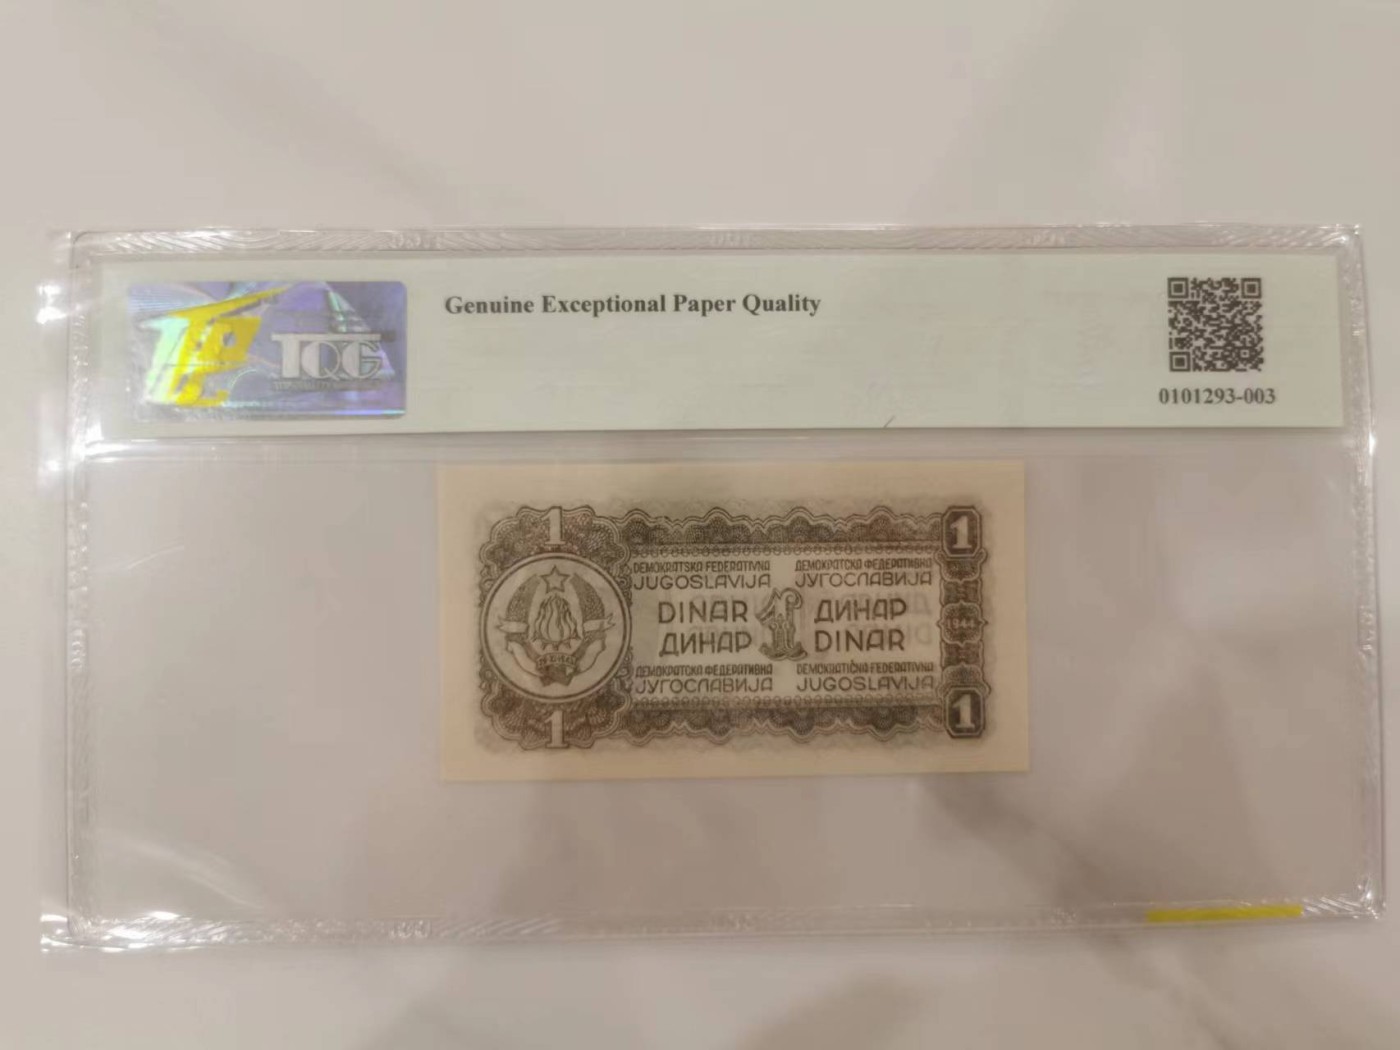 TQG
Genuine Exceptional Paper Quality
0101293-003
1
1
DEMOKRATSKA FEDERATIVNA
JUGOSLAVIJA
ДЕМОКРАТСКА ФЕДЕРАТИВНА
ЈУГОСЛАВИЈА
DINAR
ДИНАР
1
ДИНАР
DINAR
1944
ДЕМОКРАТСКА ФЕДЕРАТИВНА
ЈУГОСЛАВИЈА
DEMOKRATIČNA FEDERATIVNA
JUGOSLAVIJA
1
1